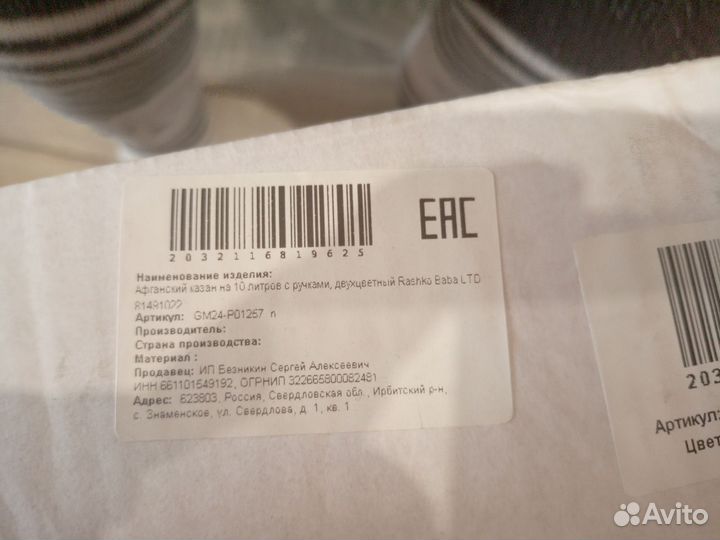 2032116819625
EAC
Наименование изделия:
Афганский казан на 10 литров с ручками, двухцветный Rashko Baba LTD
81491022
Артикул: GM24-P01257_n
Производитель:
Страна производства:
Материал :
Продавец: ИП Безникин Сергей Алексеевич
ИНН 661101549192, ОГРНИП 322665800082481
Адрес: 623803, Россия, Свердловская обл., Ирбитский р-н,
с. Знаменское, ул. Свердлова, д. 1, кв. 1
203
Артикул:
Цвет
Avito